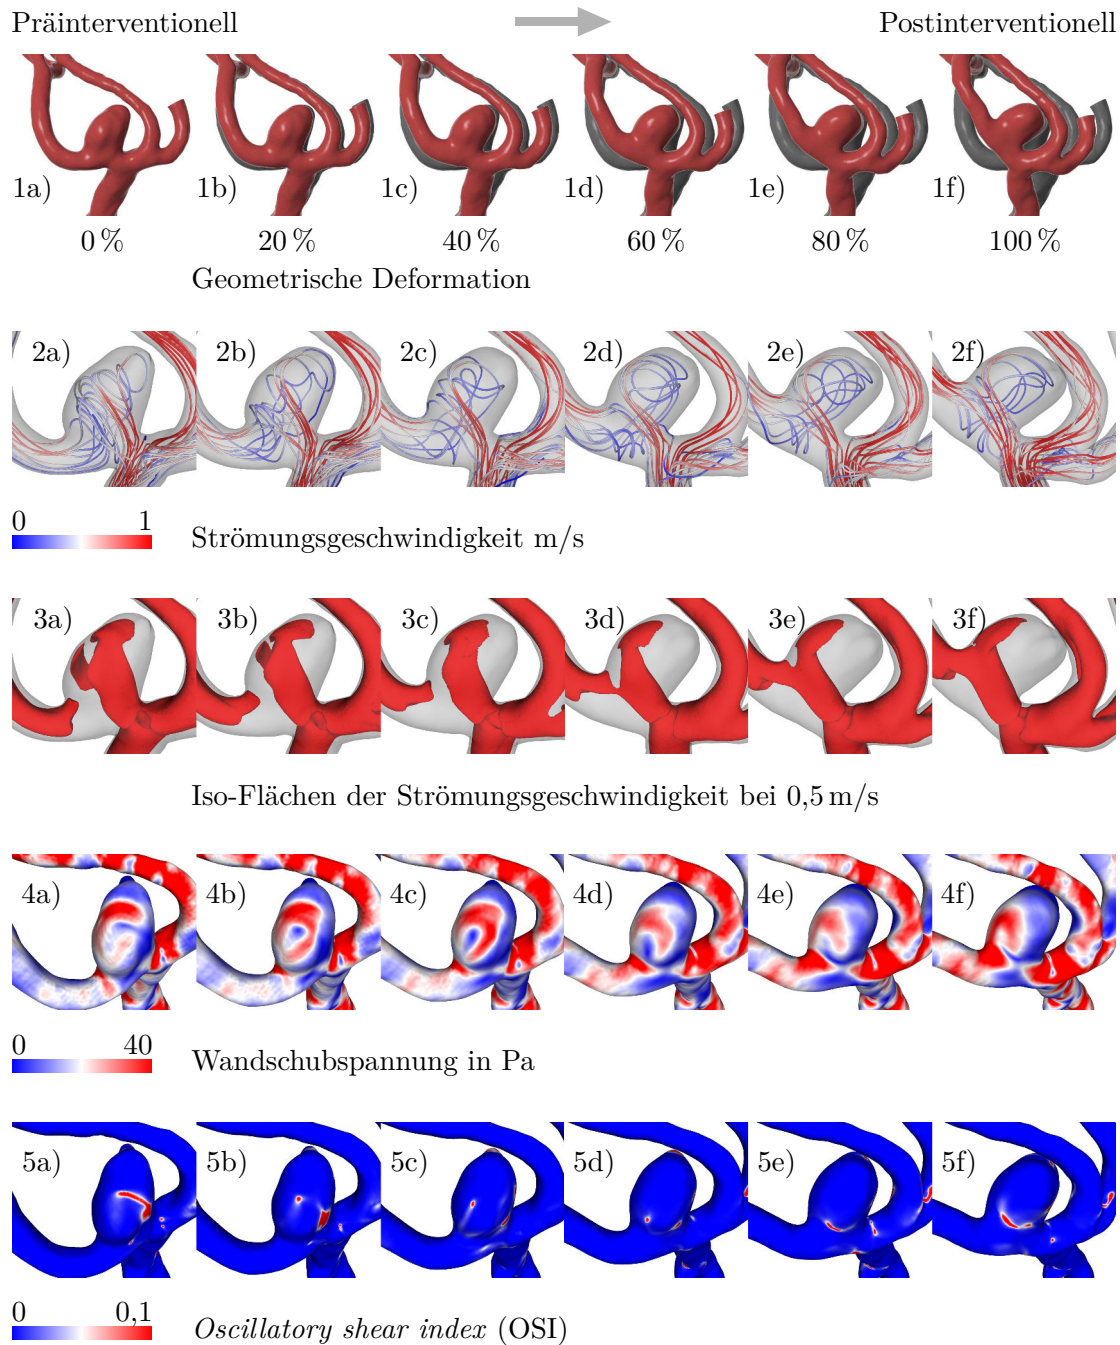 Präinterventionell Postinterventionell
1a) 1b) 1c) 1d) 1e) 1f)
0 % 20 % 40 % 60 % 80 % 100 %
Geometrische Deformation
2a) 2b) 2c) 2d) 2e) 2f)
0 1
Strömungsgeschwindigkeit m/s
3a) 3b) 3c) 3d) 3e) 3f)
Iso-Flächen der Strömungsgeschwindigkeit bei 0,5 m/s
4a) 4b) 4c) 4d) 4e) 4f)
0 40
Wandschubspannung in Pa
5a) 5b) 5c) 5d) 5e) 5f)
0 0,1
Oscillatory shear index (OSI)